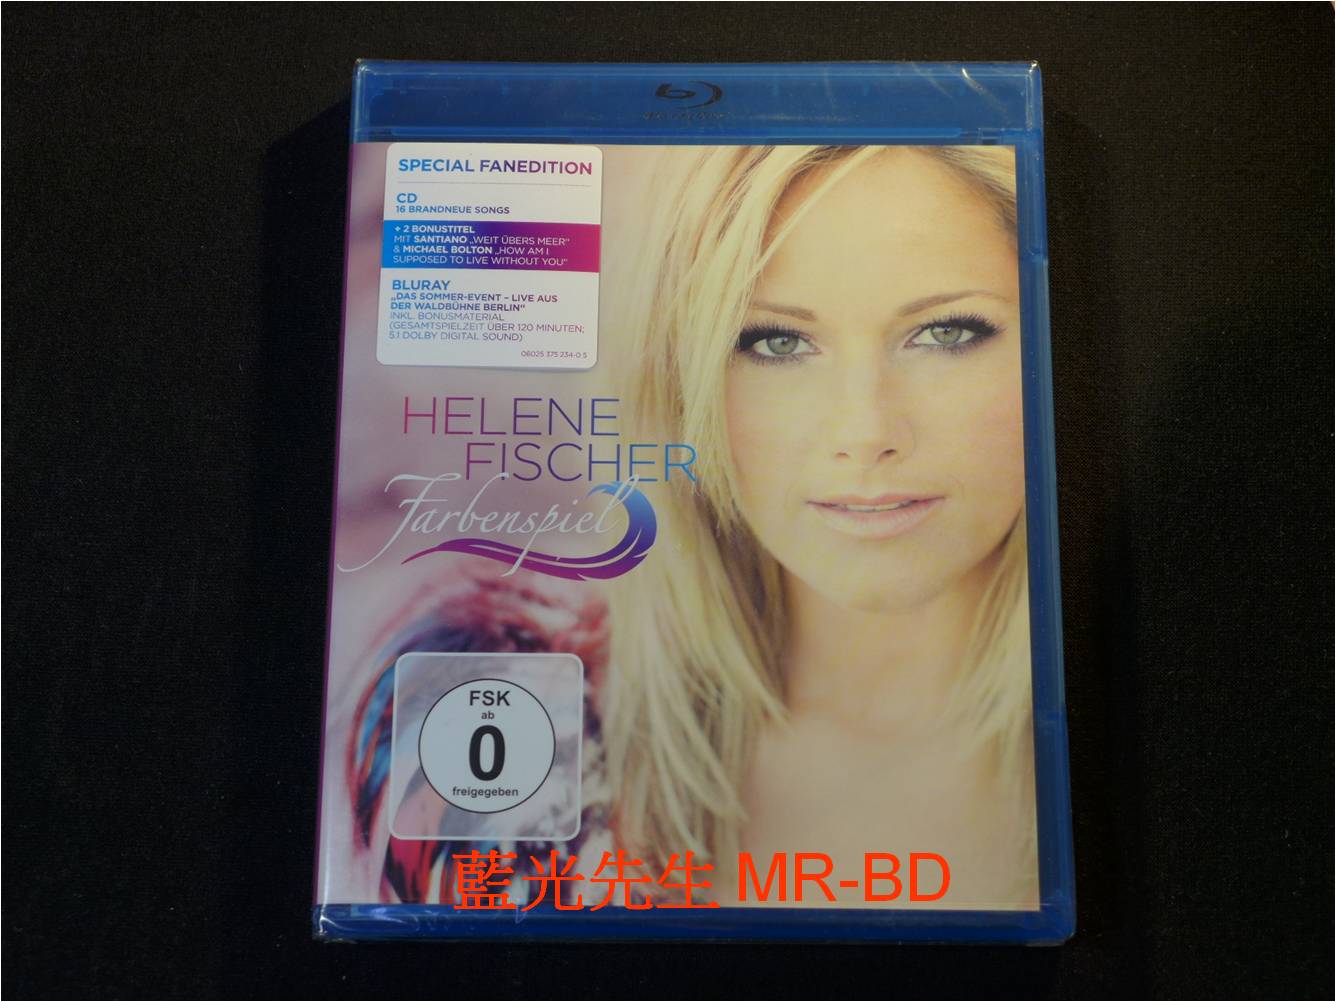 SPECIAL FANEDITION
CD
16 BRANDNEUE SONGS
+ 2 BONUSTITEL
MIT SANTIANO „WEIT ÜBERS MEER“
& MICHAEL BOLTON „HOW AM I
SUPPOSED TO LIVE WITHOUT YOU“
BLURAY
„DAS SOMMER-EVENT – LIVE AUS
DER WALDBÜHNE BERLIN“
INKL. BONUSMATERIAL
(GESAMTSPIELZEIT ÜBER 120 MINUTEN;
5.1 DOLBY DIGITAL SOUND)
06025 375 234-0 5
HELENE
FISCHER
Farbenspiel
FSK
ab
0
freigegeben
藍光先生 MR-BD